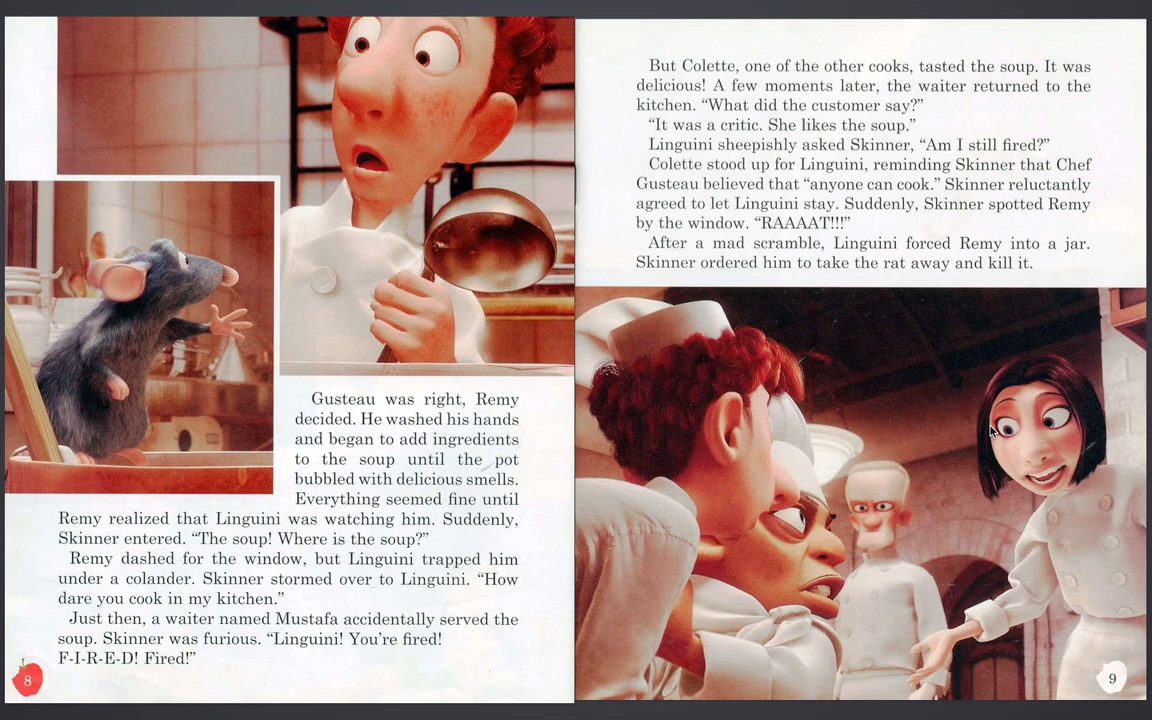 Gusteau was right, Remy
decided. He washed his hands
and began to add ingredients
to the soup until the pot
bubbled with delicious smells.
Everything seemed fine until
Remy realized that Linguini was watching him. Suddenly,
Skinner entered. “The soup! Where is the soup?”
Remy dashed for the window, but Linguini trapped him
under a colander. Skinner stormed over to Linguini. “How
dare you cook in my kitchen.”
Just then, a waiter named Mustafa accidentally served the
soup. Skinner was furious. “Linguini! You’re fired!
F-I-R-E-D! Fired!”
8
But Colette, one of the other cooks, tasted the soup. It was
delicious! A few moments later, the waiter returned to the
kitchen. “What did the customer say?”
“It was a critic. She likes the soup.”
Linguini sheepishly asked Skinner, “Am I still fired?”
Colette stood up for Linguini, reminding Skinner that Chef
Gusteau believed that “anyone can cook.” Skinner reluctantly
agreed to let Linguini stay. Suddenly, Skinner spotted Remy
by the window. “RAAAAT!!!”
After a mad scramble, Linguini forced Remy into a jar.
Skinner ordered him to take the rat away and kill it.
9